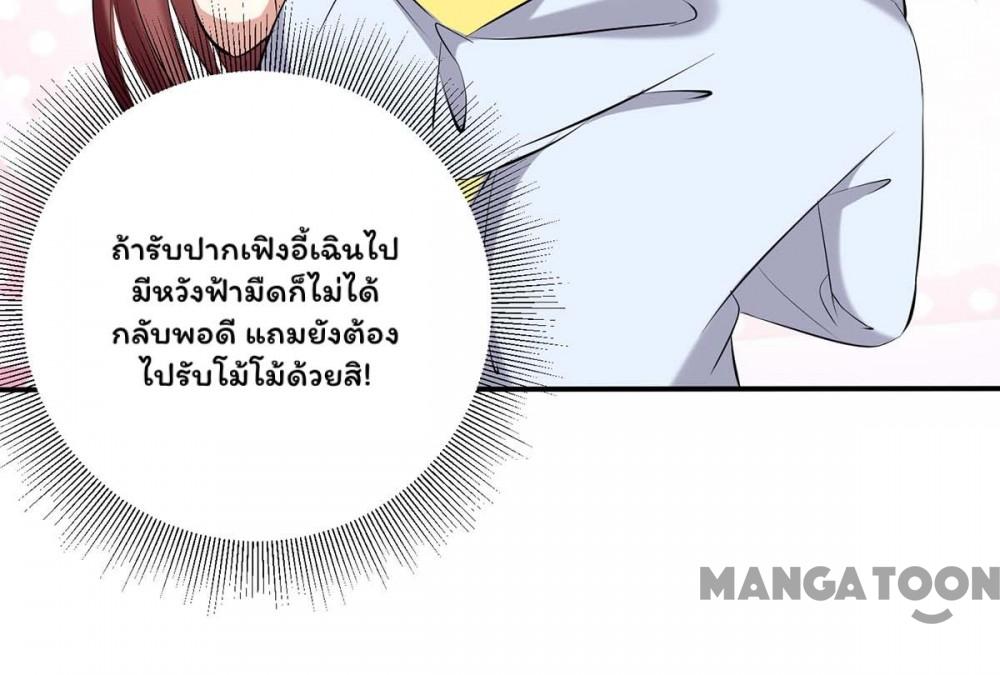 ถ้ารับปากเฟิงอี้เฉินไป
มีหวังฟ้ามืดก็ไม่ได้
กลับพอดี แถมยังต้อง
ไปรับโม้โม้ด้วยสิ!
MANGATOON